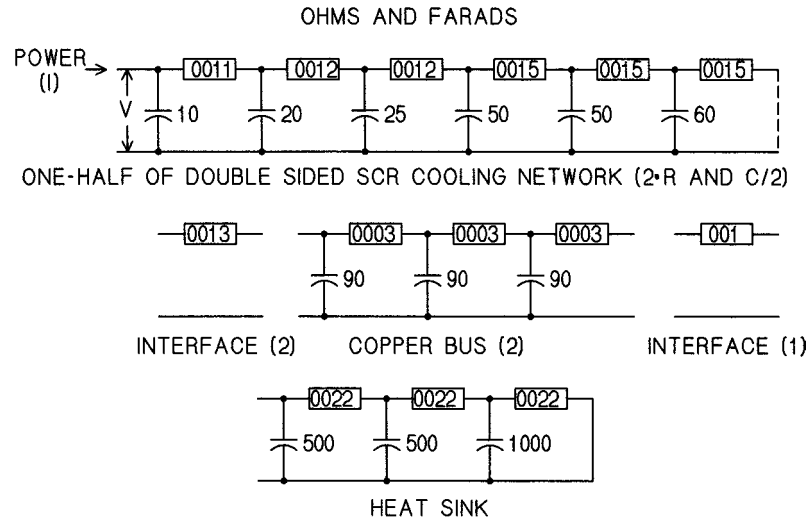 OHMS AND FARADS
POWER
(I)
V
0011 0012 0012 0015 0015 0015
10 20 25 50 50 60
ONE-HALF OF DOUBLE SIDED SCR COOLING NETWORK (2•R AND C/2)
0013 0003 0003 0003 001
90 90 90
INTERFACE (2) COPPER BUS (2) INTERFACE (1)
0022 0022 0022
500 500 1000
HEAT SINK